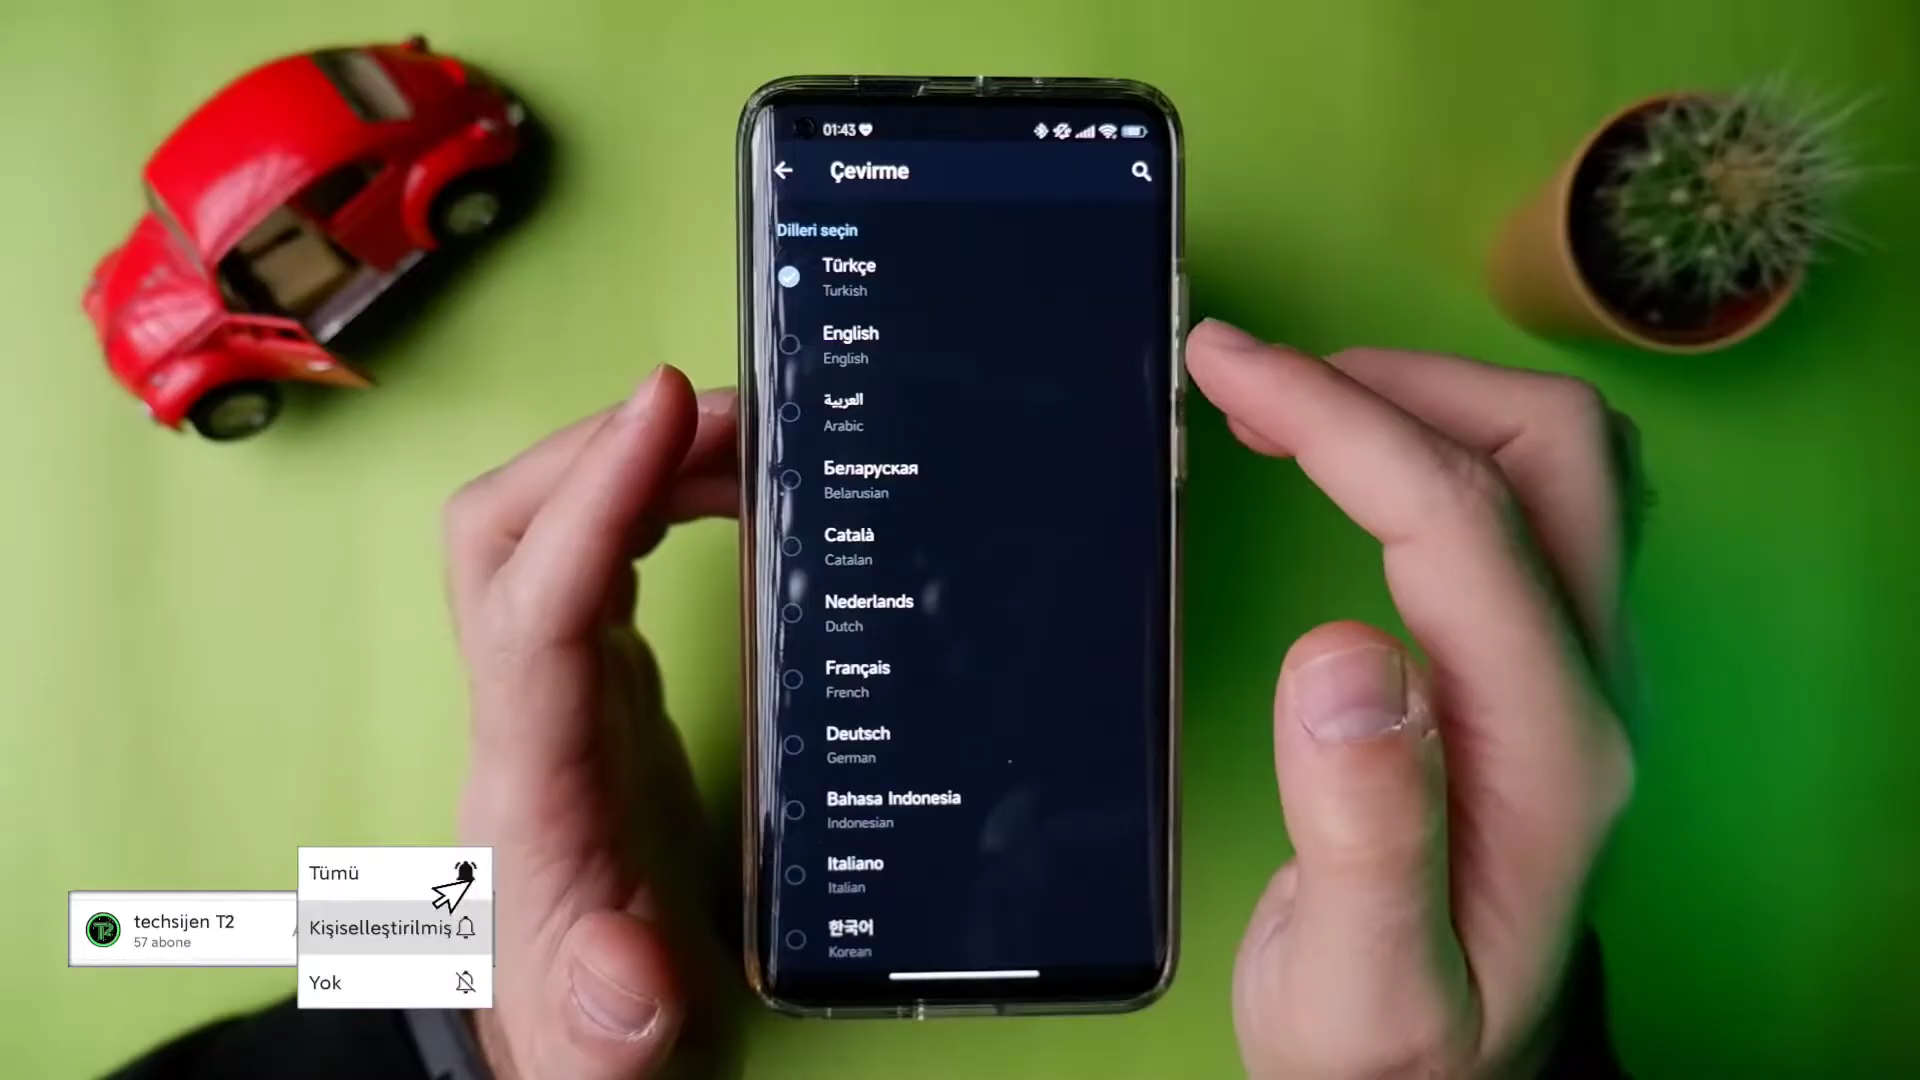 01:43
Çevirme
Dilleri seçin
Türkçe
Turkish
English
English
العربية
Arabic
Беларуская
Belarusian
Català
Catalan
Nederlands
Dutch
Français
French
Deutsch
German
Bahasa Indonesia
Indonesian
Italiano
Italian
한국어
Korean
techsijen T2
57 abone
Tümü
Kişiselleştirilmiş
Yok